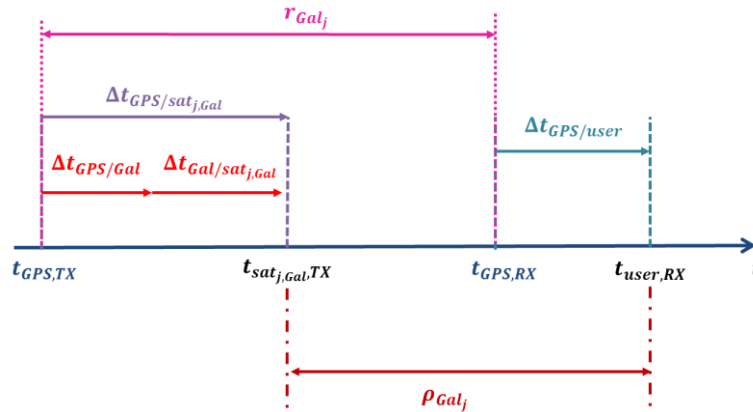 r_{Gal_j}
Δt_{GPS/sat_{j,Gal}}
Δt_{GPS/user}
Δt_{GPS/Gal} Δt_{Gal/sat_{j,Gal}}
t_{GPS,TX} t_{sat_{j,Gal},TX} t_{GPS,RX} t_{user,RX}
ρ_{Gal_j}